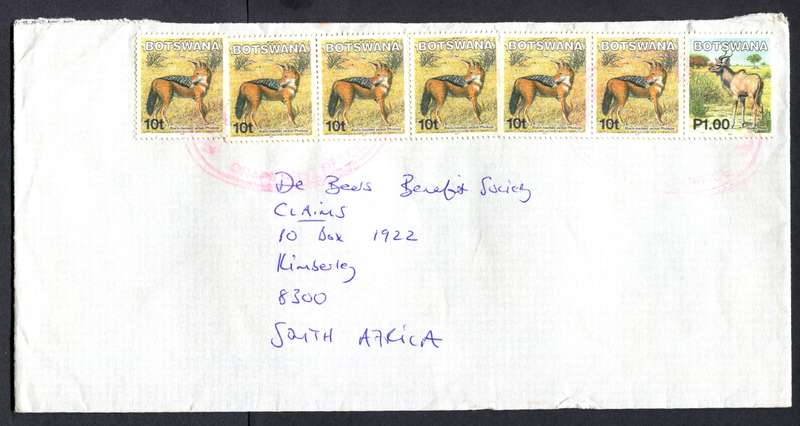 BOTSWANA BOTSWANA BOTSWANA BOTSWANA BOTSWANA BOTSWANA BOTSWANA
10t 10t 10t 10t 10t 10t P1.00
De Beers Benefit Society
CLAIMS
PO Box 1922
Kimberley
8300
SOUTH AFRICA